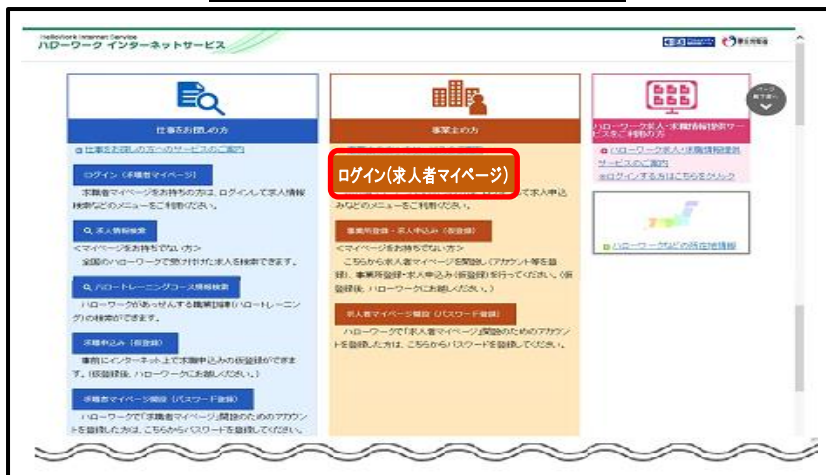 HelloWork Internet Service
ハローワーク インターネットサービス
厚生労働省
仕事をお探しの方
仕事をお探しの方へのサービスのご案内
ログイン（求職者マイページ）
求職者マイページをお持ちの方は、ログインして求人情報
検索などのメニューをご利用ください。
求人情報検索
＜マイページをお持ちでない方＞
全国のハローワークで受け付けた求人を検索できます。
ハロートレーニングコース情報検索
ハローワークがあっせんする職業訓練（ハロートレーニン
グ）の検索ができます。
求職申込み（仮登録）
事前にインターネット上で求職申込みの仮登録ができま
す。（仮登録後、ハローワークにお越しください。）
求職者マイページ開設（パスワード登録）
ハローワークで「求職者マイページ」開設のためのアカウン
トを登録した方は、こちらからパスワードを登録してください。
事業主の方
ログイン(求人者マイページ)
て求人申込
みなどのメニューをご利用ください。
事業所登録・求人申込み（仮登録）
＜マイページをお持ちでない方＞
こちらから求人者マイページを開設し（アカウント等を登
録）、事業所登録・求人申込み（仮登録）を行ってください。（仮
登録後、ハローワークにお越しください。）
求人者マイページ開設（パスワード登録）
ハローワークで「求人者マイページ」開設のためのアカウン
トを登録した方は、こちらからパスワードを登録してください。
ハローワーク求人・求職情報提供サー
ビスをご利用の方
ハローワーク求人・求職情報提供
サービスのご案内
※ログインする方はこちらをクリック
ハローワークなどの所在地情報
ページ
最下部へ